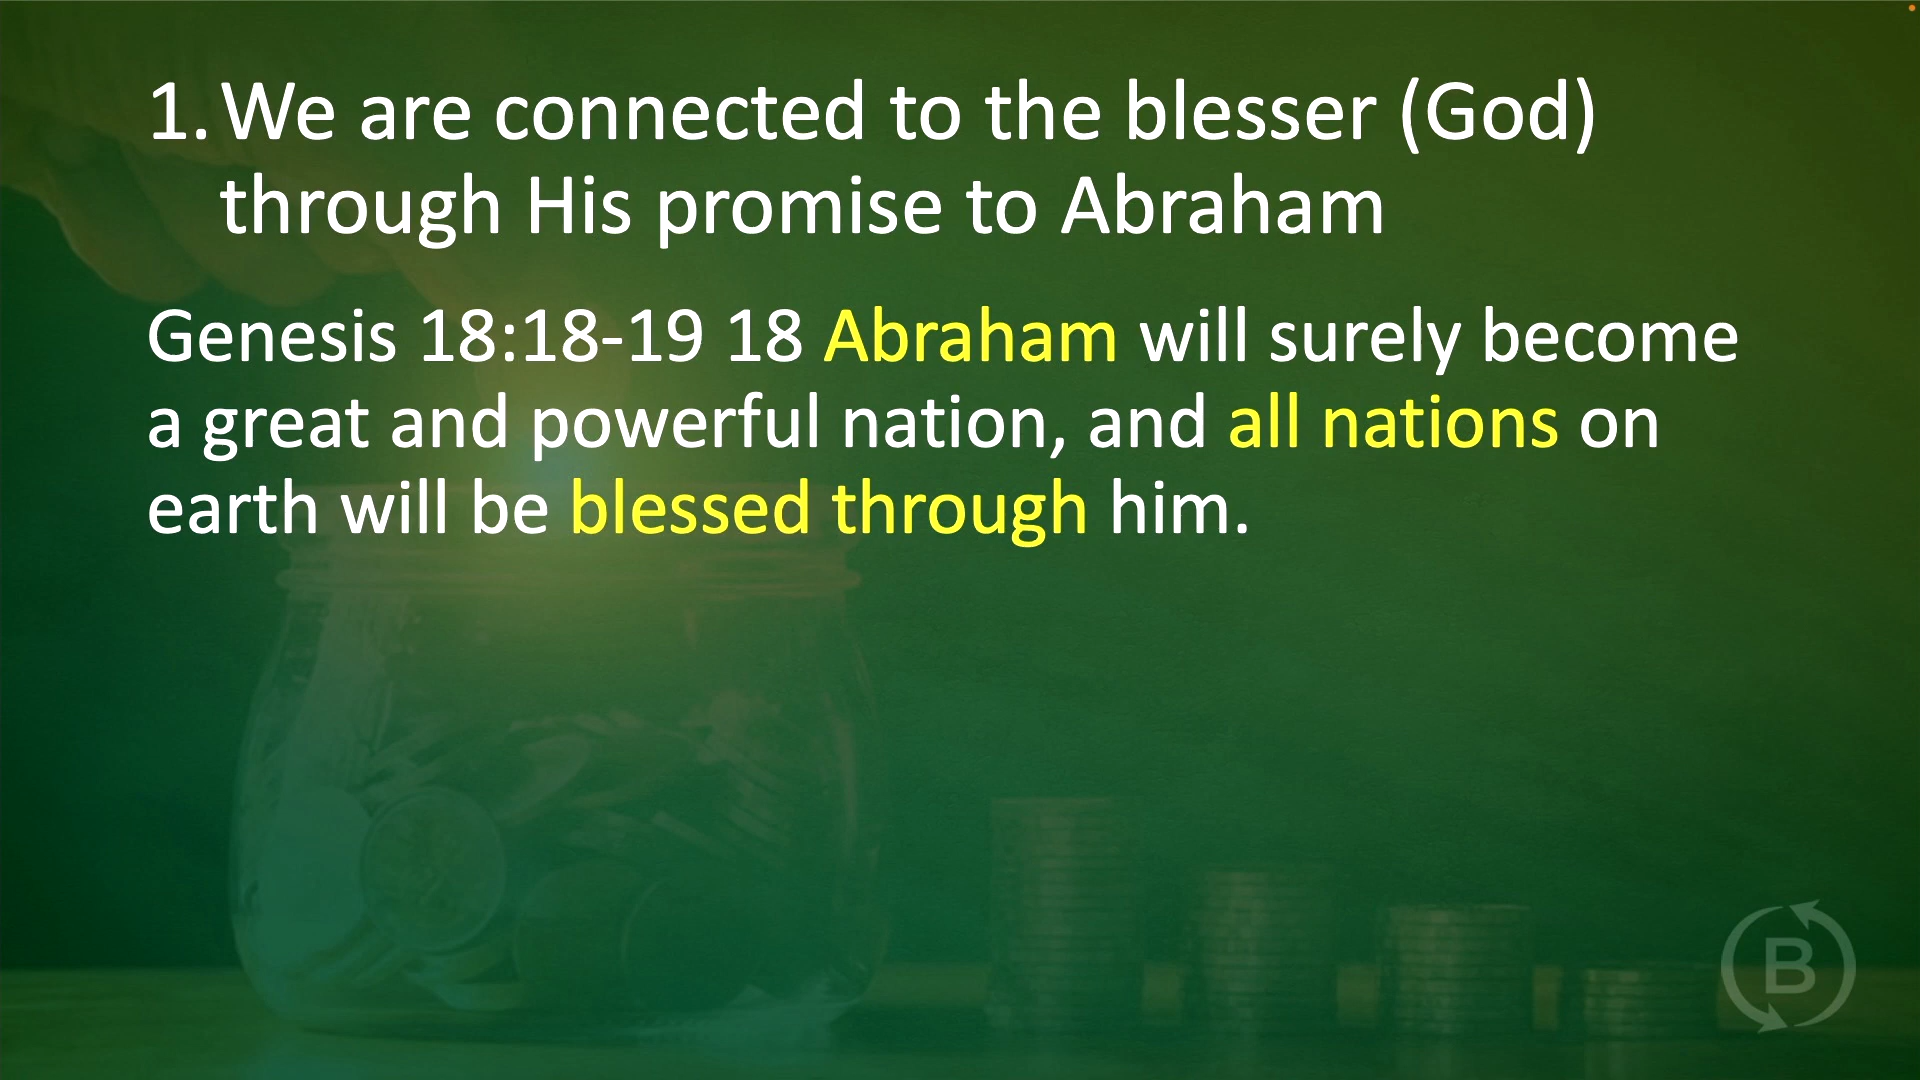 1. We are connected to the blesser (God)
through His promise to Abraham
Genesis 18:18-19 18 Abraham will surely become
a great and powerful nation, and all nations on
earth will be blessed through him.
B